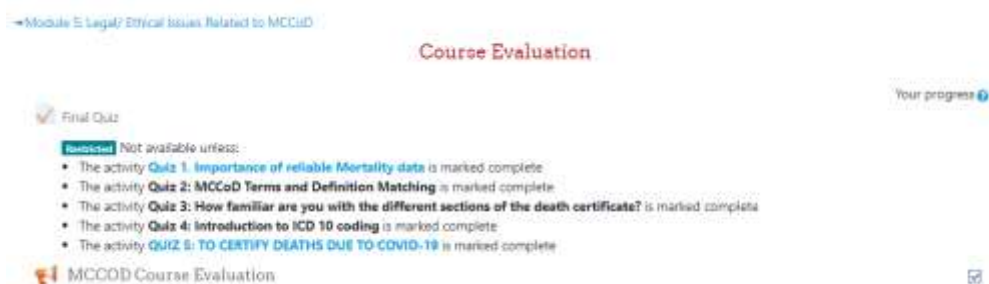 Module 5: Legal/ Ethical Issues Related to MCCoD
Course Evaluation
Your progress
Final Quiz
Restricted Not available unless:
The activity Quiz 1. Importance of reliable Mortality data is marked complete
The activity Quiz 2: MCCoD Terms and Definition Matching is marked complete
The activity Quiz 3: How familiar are you with the different sections of the death certificate? is marked complete
The activity Quiz 4: Introduction to ICD 10 coding is marked complete
The activity QUIZ 5: TO CERTIFY DEATHS DUE TO COVID-19 is marked complete
MCCOD Course Evaluation